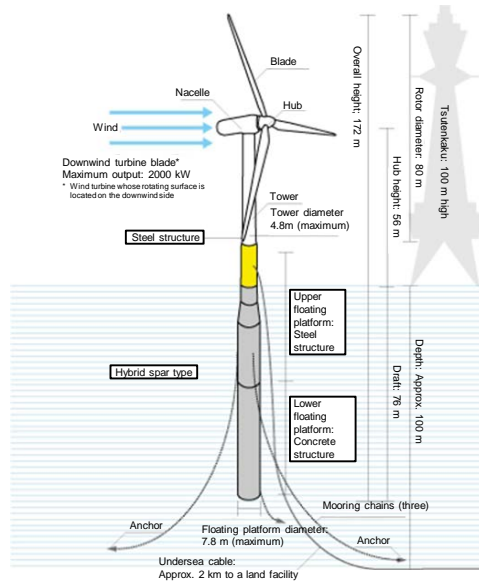 Blade
Nacelle
Hub
Wind
Downwind turbine blade*
Maximum output: 2000 kW
* Wind turbine whose rotating surface is
located on the downwind side
Tower
Tower diameter
4.8m (maximum)
Steel structure
Overall height; 172 m
Rotor diameter: 80 m
Tsutenkaku: 100 m high
Hub height; 56 m
Upper
floating
platform:
Steel
structure
Hybrid spar type
Lower
floating
platform:
Concrete
structure
Draft: 76 m
Depth: Approx. 100 m
Mooring chains (three)
Anchor
Floating platform diameter:
7.8 m (maximum)
Anchor
Undersea cable:
Approx. 2 km to a land facility